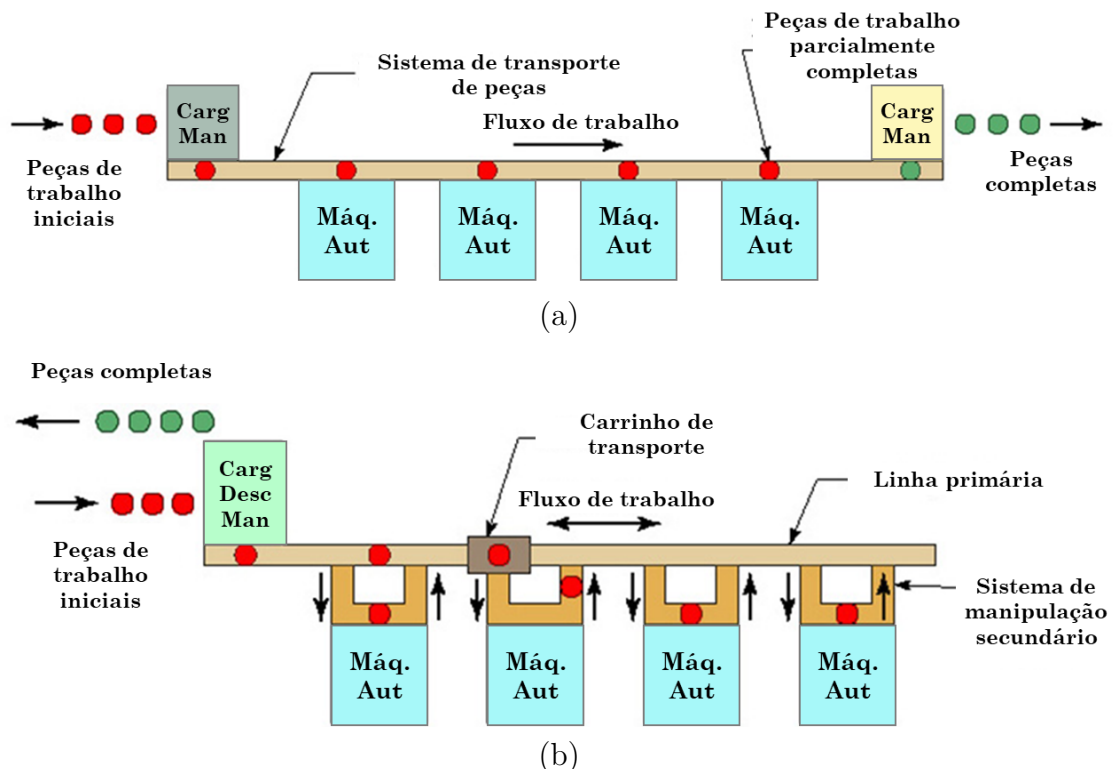 Peças de trabalho
parcialmente
completas
Sistema de transporte
de peças
Carg
Man
Fluxo de trabalho
Carg
Man
Peças de
trabalho
iniciais
Peças
completas
Máq.
Aut
Máq.
Aut
Máq.
Aut
Máq.
Aut
(a)
Peças completas
Carrinho de
transporte
Carg
Desc
Man
Fluxo de trabalho
Linha primária
Peças de
trabalho
iniciais
Sistema de
manipulação
secundário
Máq.
Aut
Máq.
Aut
Máq.
Aut
Máq.
Aut
(b)